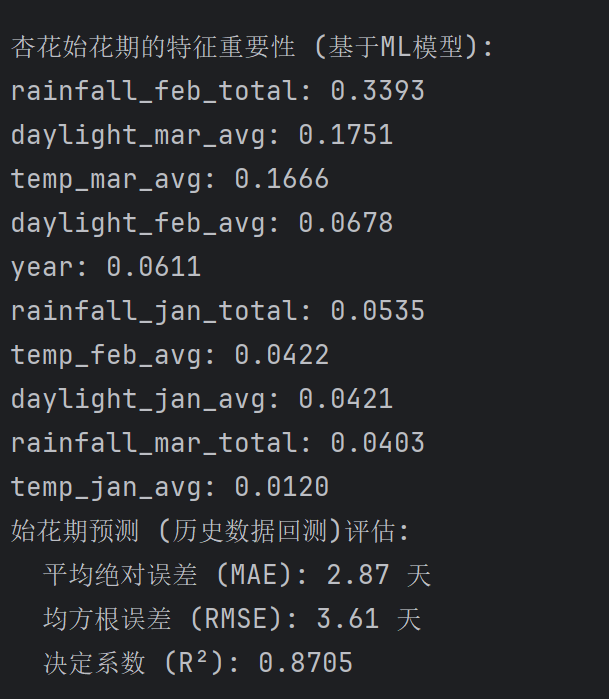 杏花始花期的特征重要性 (基于ML模型):
rainfall_feb_total: 0.3393
daylight_mar_avg: 0.1751
temp_mar_avg: 0.1666
daylight_feb_avg: 0.0678
year: 0.0611
rainfall_jan_total: 0.0535
temp_feb_avg: 0.0422
daylight_jan_avg: 0.0421
rainfall_mar_total: 0.0403
temp_jan_avg: 0.0120
始花期预测 (历史数据回测)评估:
  平均绝对误差 (MAE): 2.87 天
  均方根误差 (RMSE): 3.61 天
  决定系数 (R²): 0.8705